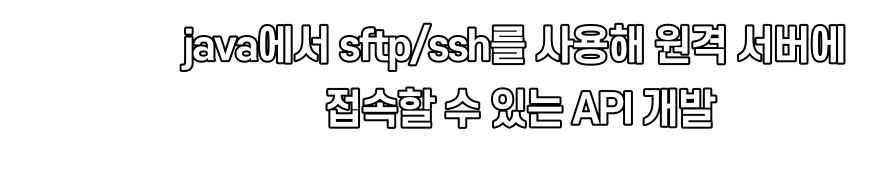 java에서 sftp/ssh를 사용해 원격 서버에
접속할 수 있는 API 개발